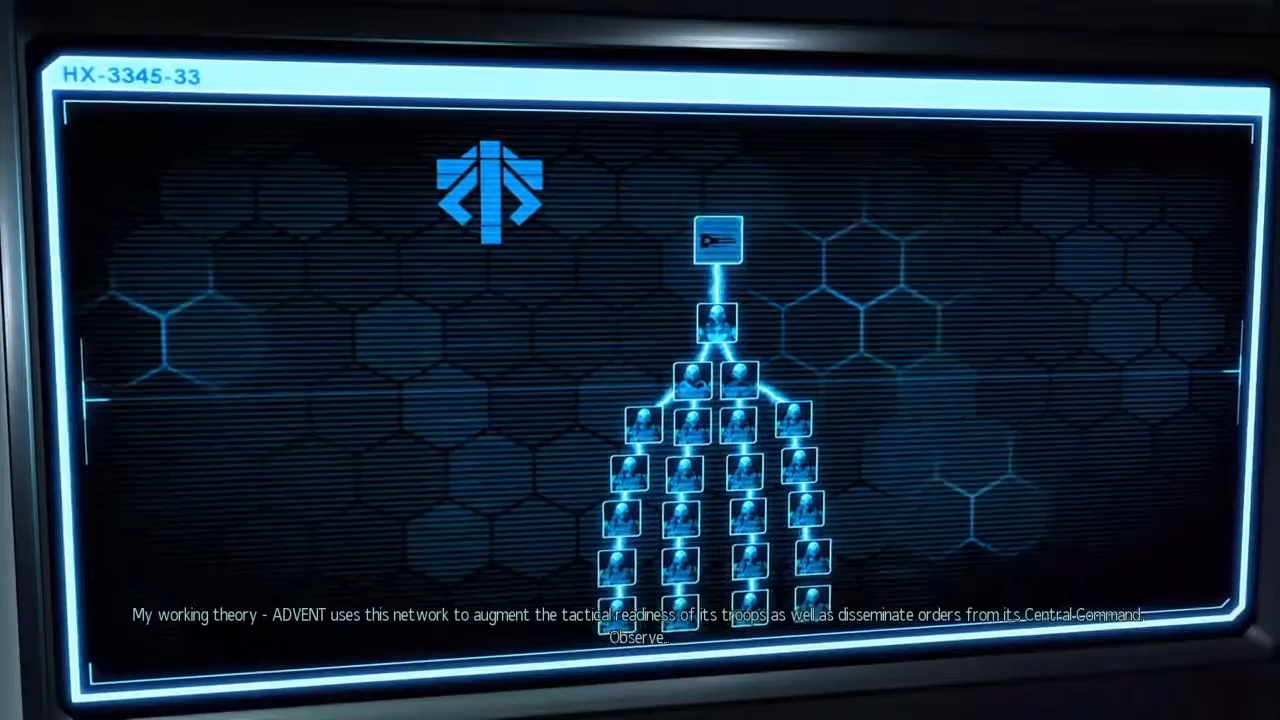 HX-3345-33
My working theory - ADVENT uses this network to augment the tactical readiness of its troops as well as disseminate orders from its Central Command.
Observe...